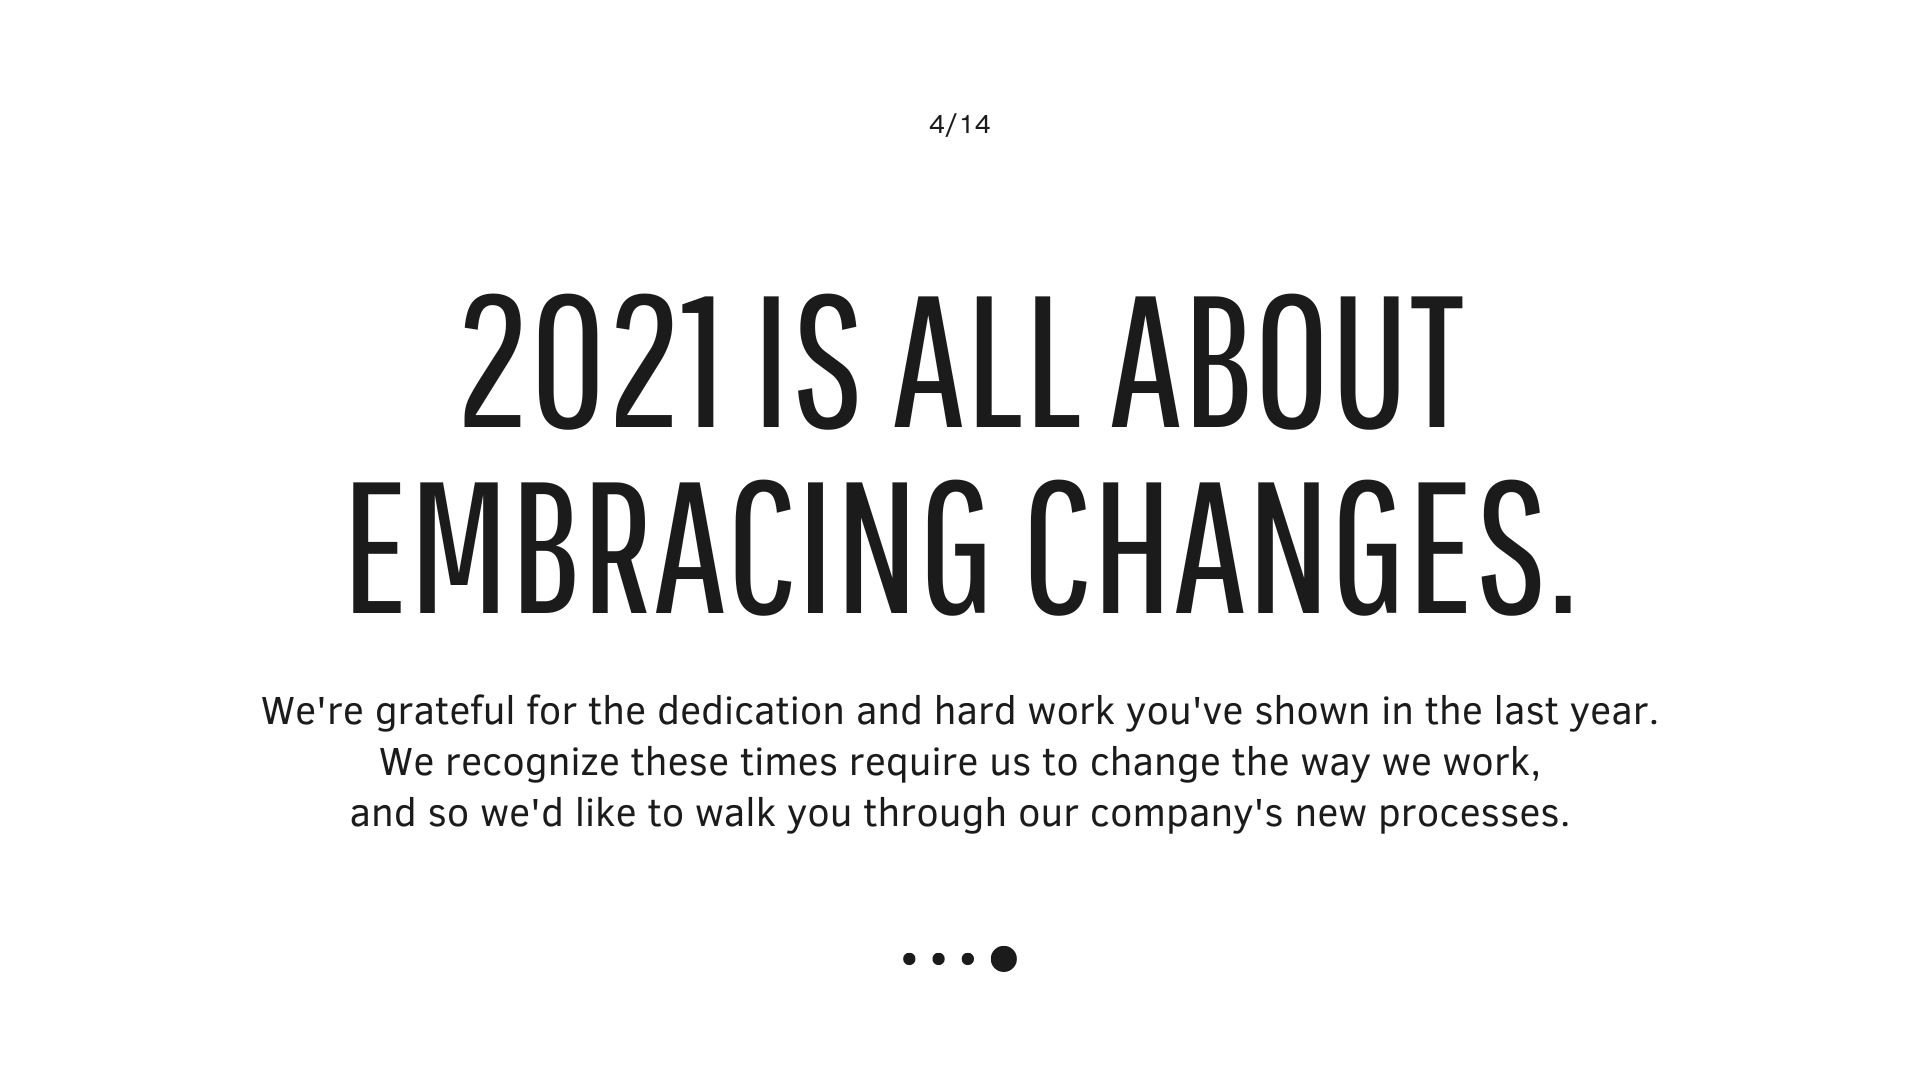 4/14
2021 IS ALL ABOUT
EMBRACING CHANGES.
We're grateful for the dedication and hard work you've shown in the last year.
We recognize these times require us to change the way we work,
and so we'd like to walk you through our company's new processes.